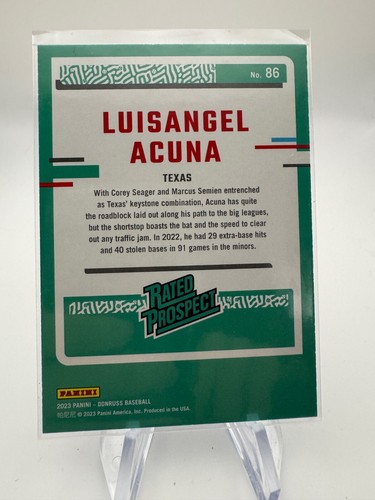 No. 86
LUISANGEL
ACUNA
TEXAS
With Corey Seager and Marcus Semien entrenched
as Texas' keystone combination, Acuna has quite
the roadblock laid out along his path to the big leagues,
but the shortstop boasts the bat and the speed to clear
out any traffic jam. In 2022, he had 29 extra-base hits
and 40 stolen bases in 91 games in the minors.
RATED
PROSPECT
PANINI
2023 PANINI – DONRUSS BASEBALL
© 2023 Panini America, Inc. Produced in the USA.